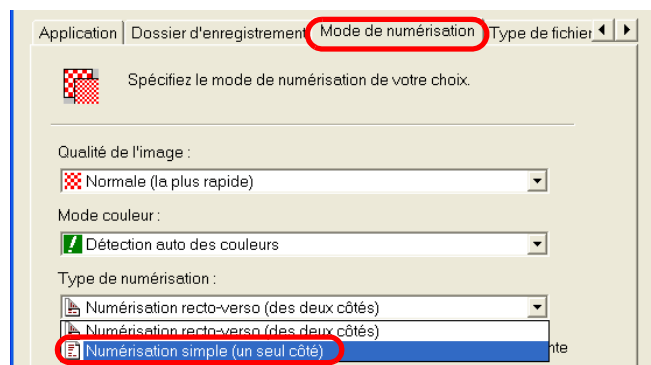 Application Dossier d'enregistrement Mode de numérisation Type de fichier
Spécifiez le mode de numérisation de votre choix.
Qualité de l'image :
Normale (la plus rapide)
Mode couleur :
Détection auto des couleurs
Type de numérisation :
Numérisation recto-verso (des deux côtés)
Numérisation recto-verso (des deux côtés)
Numérisation simple (un seul côté)